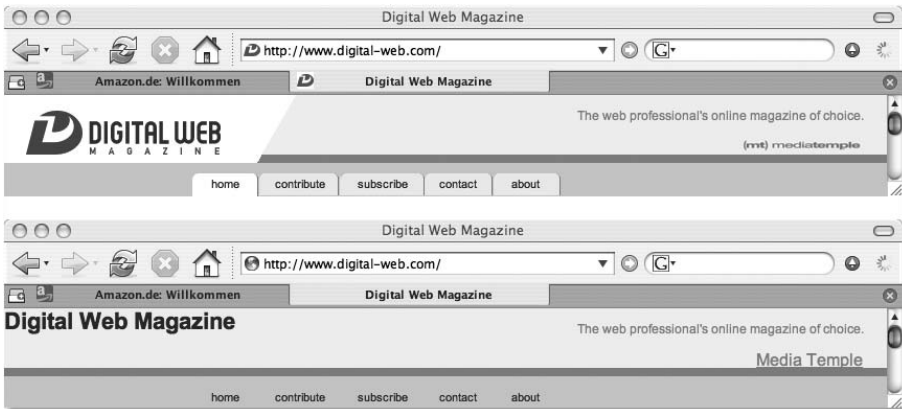 Digital Web Magazine
http://www.digital-web.com/ G
a Amazon.de: Willkommen Digital Web Magazine
The web professional's online magazine of choice.
DIGITAL WEB
MAGAZINE
(mt) mediatemple
home contribute subscribe contact about
Digital Web Magazine
http://www.digital-web.com/ G
a Amazon.de: Willkommen Digital Web Magazine
Digital Web Magazine
The web professional's online magazine of choice.
Media Temple
home contribute subscribe contact about